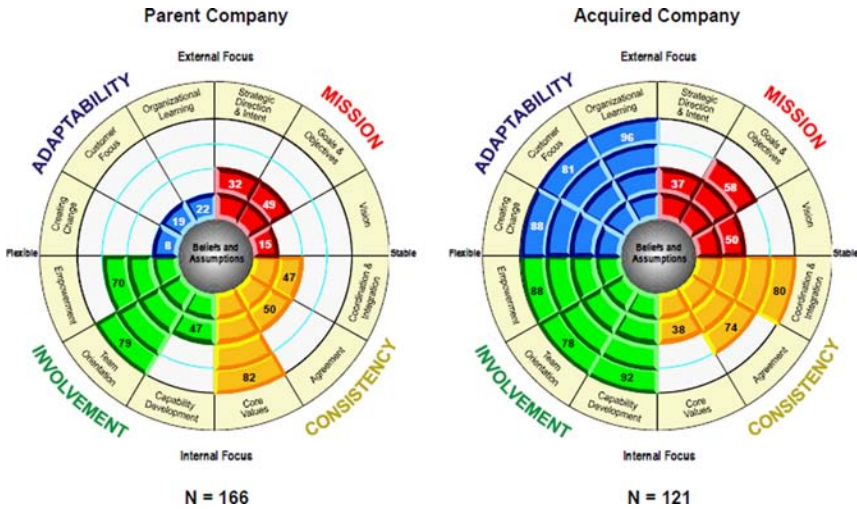 Parent Company
External Focus
ADAPTABILITY
MISSION
Organizational
Learning
Strategic
Direction
& Intent
Customer
Focus
Goals &
Objectives
Creating
Change
Vision
22
32
19
49
8
15
Beliefs and
Assumptions
Flexible
Stable
70
47
79
47
50
82
Empowerment
Coordination &
Integration
Team
Orientation
Agreement
Capability
Development
Core
Values
INVOLVEMENT
CONSISTENCY
Internal Focus
N = 166
Acquired Company
External Focus
ADAPTABILITY
MISSION
Organizational
Learning
Strategic
Direction
& Intent
Customer
Focus
Goals &
Objectives
Creating
Change
Vision
96
81
37
58
88
50
Beliefs and
Assumptions
Flexible
Stable
88
80
78
38
74
92
Empowerment
Coordination &
Integration
Team
Orientation
Agreement
Capability
Development
Core
Values
INVOLVEMENT
CONSISTENCY
Internal Focus
N = 121